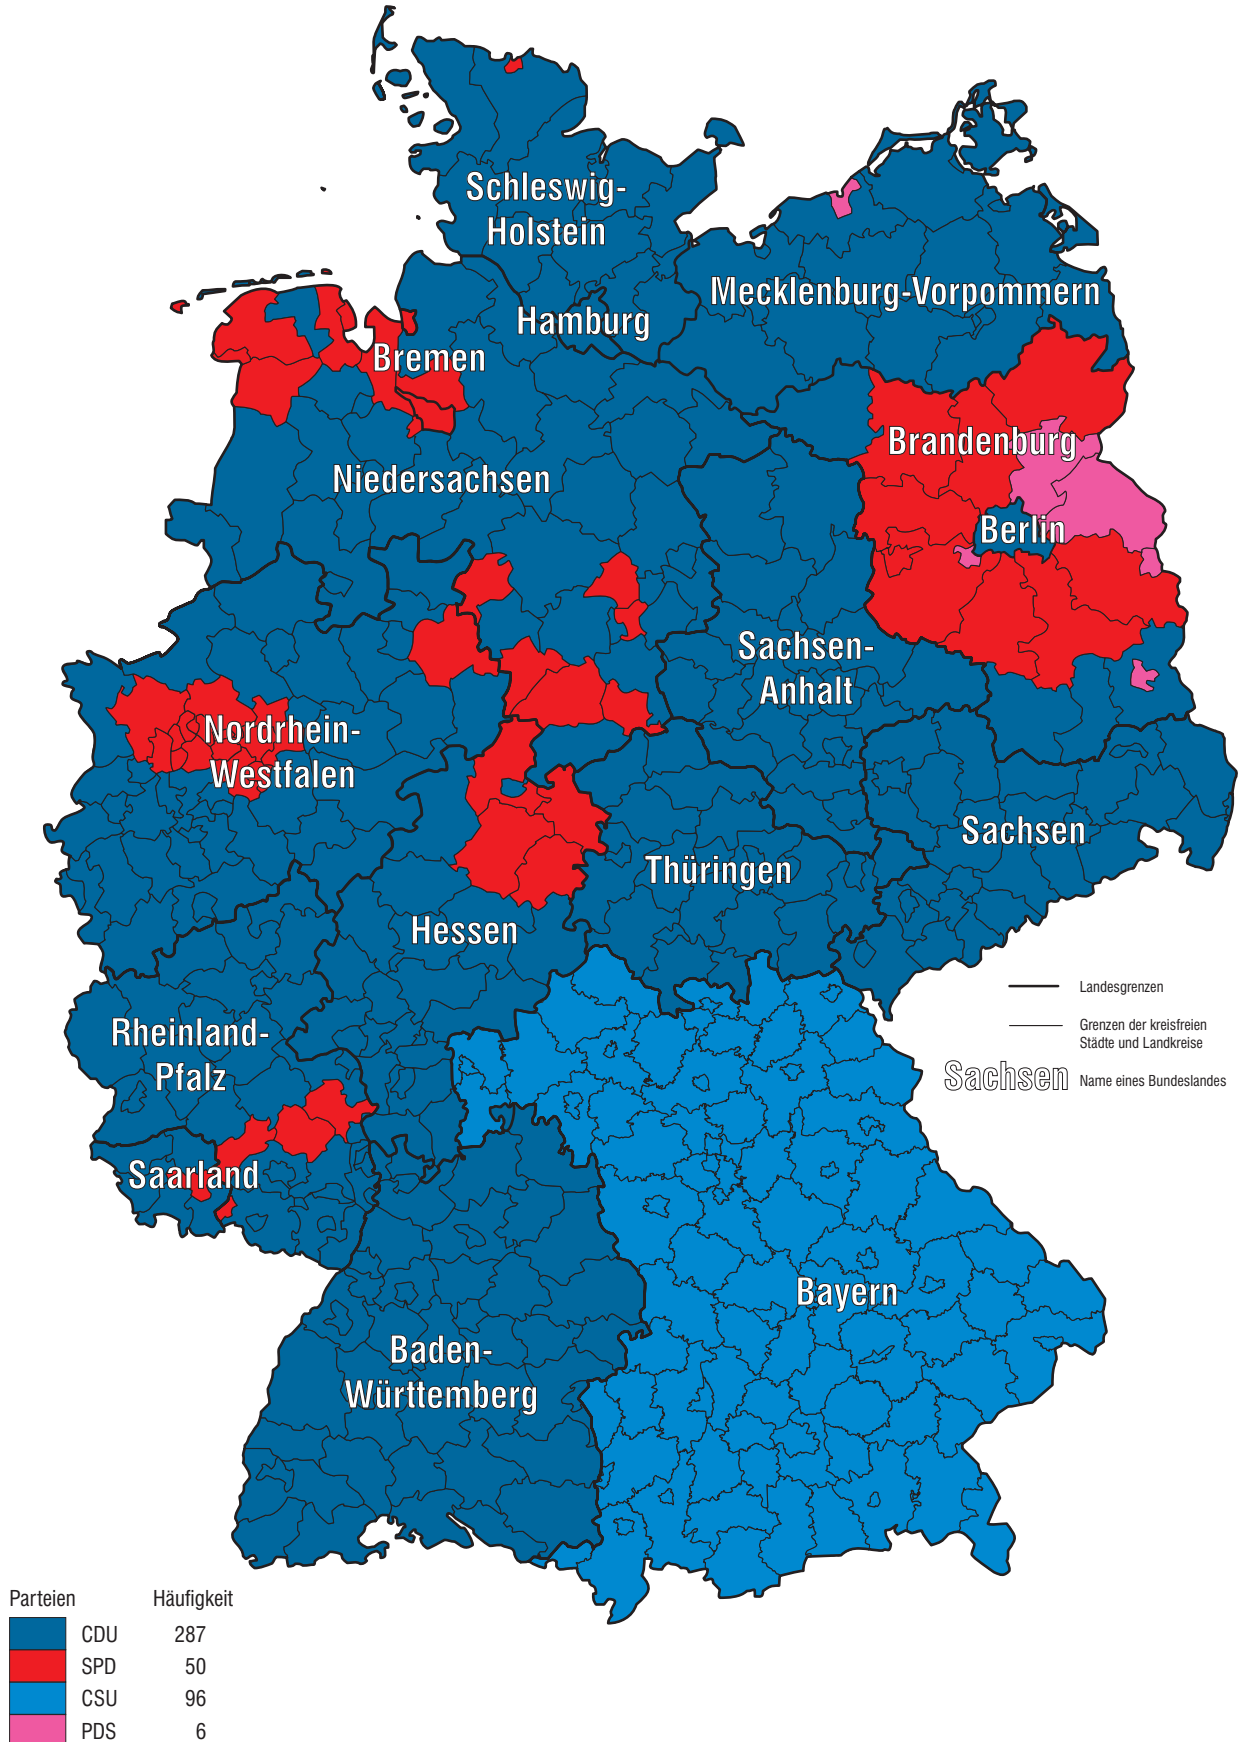 Schleswig-
Holstein
Mecklenburg-Vorpommern
Hamburg
Bremen
Brandenburg
Niedersachsen
Berlin
Sachsen-
Anhalt
Nordrhein-
Westfalen
Sachsen
Thüringen
Hessen
Landesgrenzen
Grenzen der kreisfreien
Städte und Landkreise
Sachsen Name eines Bundeslandes
Rheinland-
Pfalz
Saarland
Bayern
Baden-
Württemberg
Parteien Häufigkeit
CDU 287
SPD 50
CSU 96
PDS 6